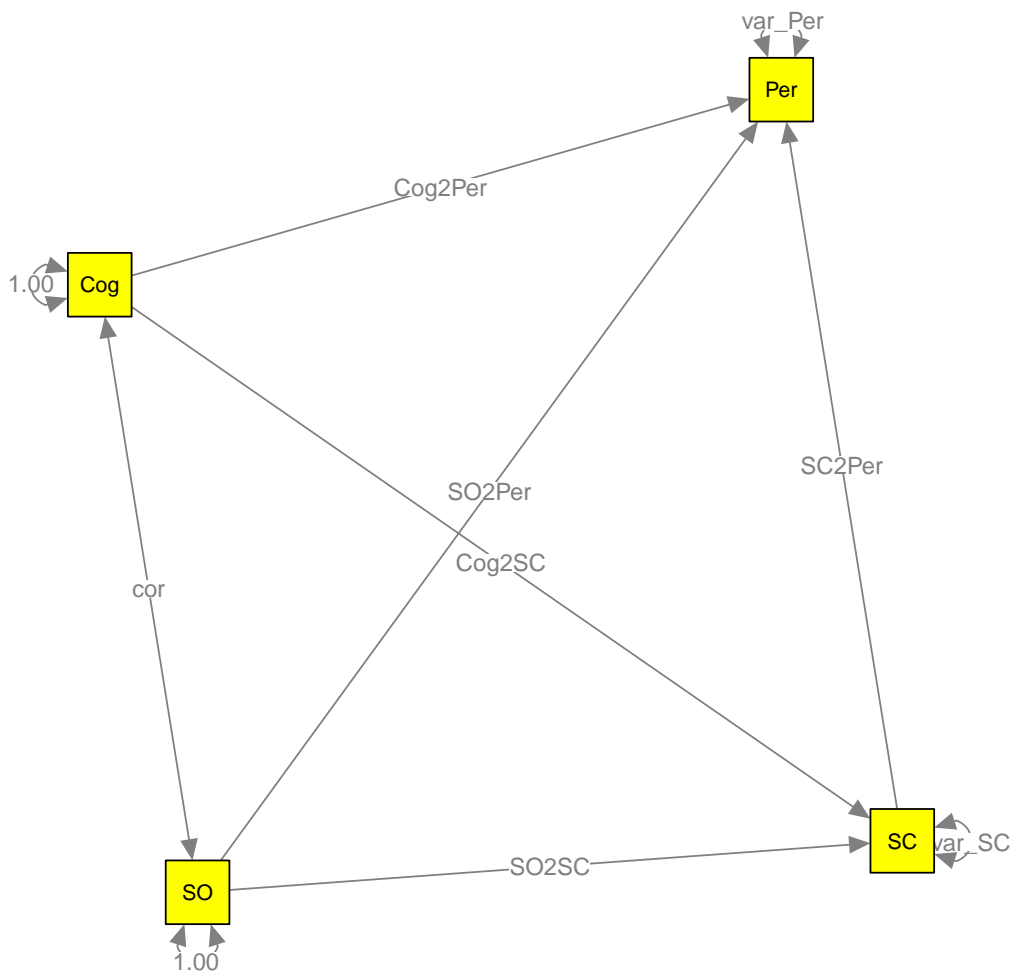 var_Per
Per
Cog2Per
1.00
Cog
SC2Per
SO2Per
Cog2SC
cor
SC
var_SC
SO2SC
SO
1.00